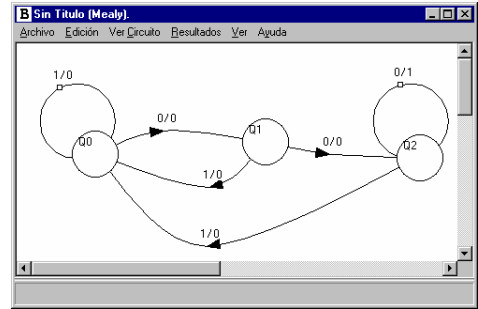 B Sin Título (Mealy).
Archivo Edición Ver Circuito Resultados Ver Ayuda
1/0
0/1
0/0
Q1
Q0
0/0
Q2
1/0
1/0